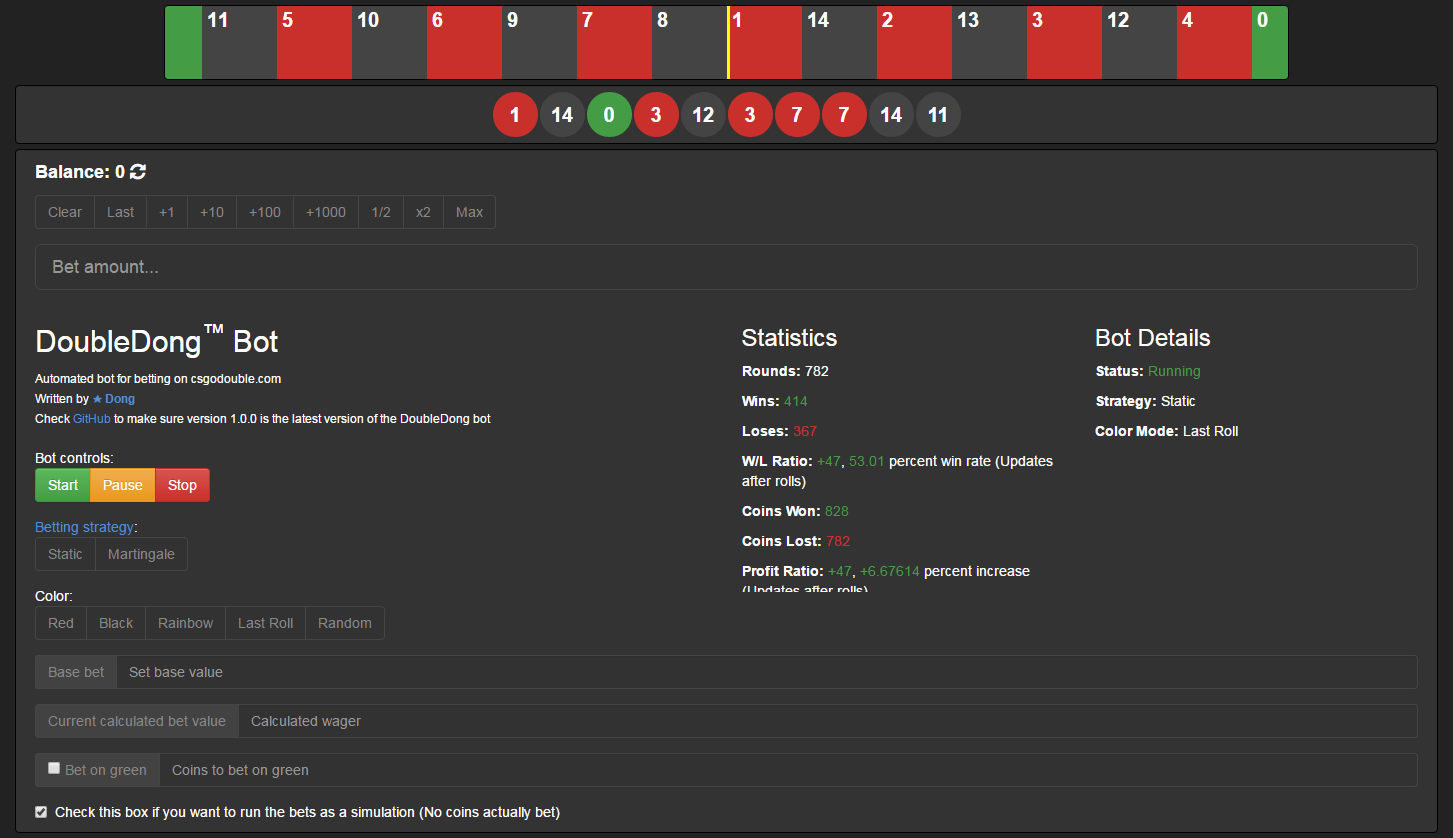 11 5 10 6 9 7 8 1 14 2 13 3 12 4 0
1 14 0 3 12 3 7 7 14 11
Balance: 0
Clear Last +1 +10 +100 +1000 1/2 x2 Max
Bet amount...
DoubleDong™ Bot
Automated bot for betting on csgodouble.com
Written by ★ Dong
Check GitHub to make sure version 1.0.0 is the latest version of the DoubleDong bot
Bot controls:
Start Pause Stop
Betting strategy:
Static Martingale
Color:
Red Black Rainbow Last Roll Random
Statistics
Rounds: 782
Wins: 414
Loses: 367
W/L Ratio: +47, 53.01 percent win rate (Updates
after rolls)
Coins Won: 828
Coins Lost: 782
Profit Ratio: +47, +6.67614 percent increase
(Updates after rolls)
Bot Details
Status: Running
Strategy: Static
Color Mode: Last Roll
Base bet Set base value
Current calculated bet value Calculated wager
Bet on green Coins to bet on green
Check this box if you want to run the bets as a simulation (No coins actually bet)